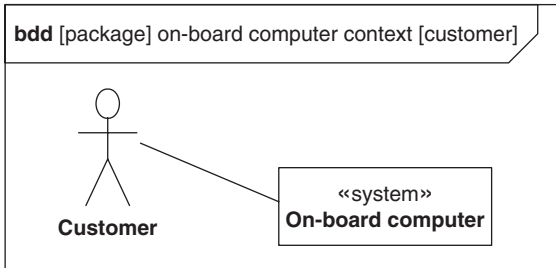 bdd [package] on-board computer context [customer]
«system»
On-board computer
Customer